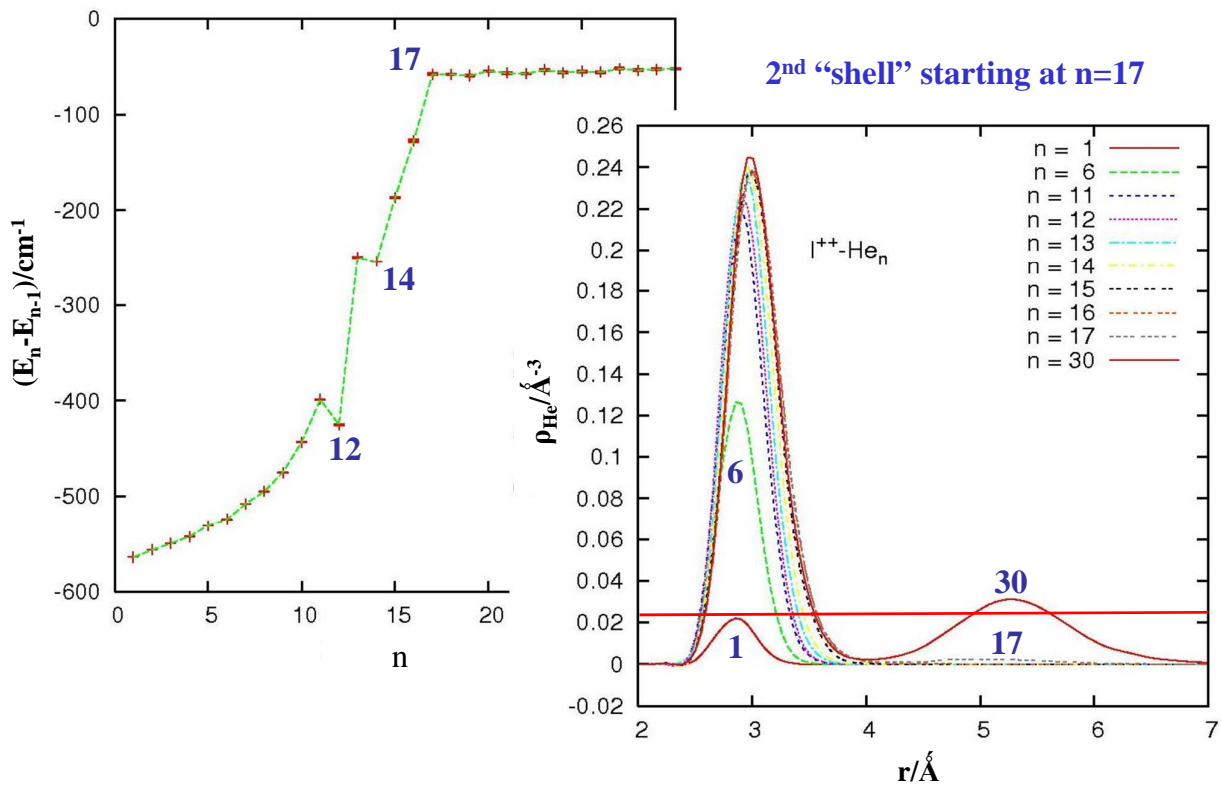 0
-100
-200
-300
-400
-500
-600
0
5
10
15
20
n
(Eₙ-Eₙ₋₁)/cm⁻¹
17
14
12
2ⁿᵈ “shell” starting at n=17
0.26
0.24
0.22
0.2
0.18
0.16
0.14
0.12
0.1
0.08
0.06
0.04
0.02
0
-0.02
2
3
4
5
6
7
r/Å
ρHe/Å⁻³
I⁺⁺-Heₙ
n = 1
n = 6
n = 11
n = 12
n = 13
n = 14
n = 15
n = 16
n = 17
n = 30
6
1
30
17